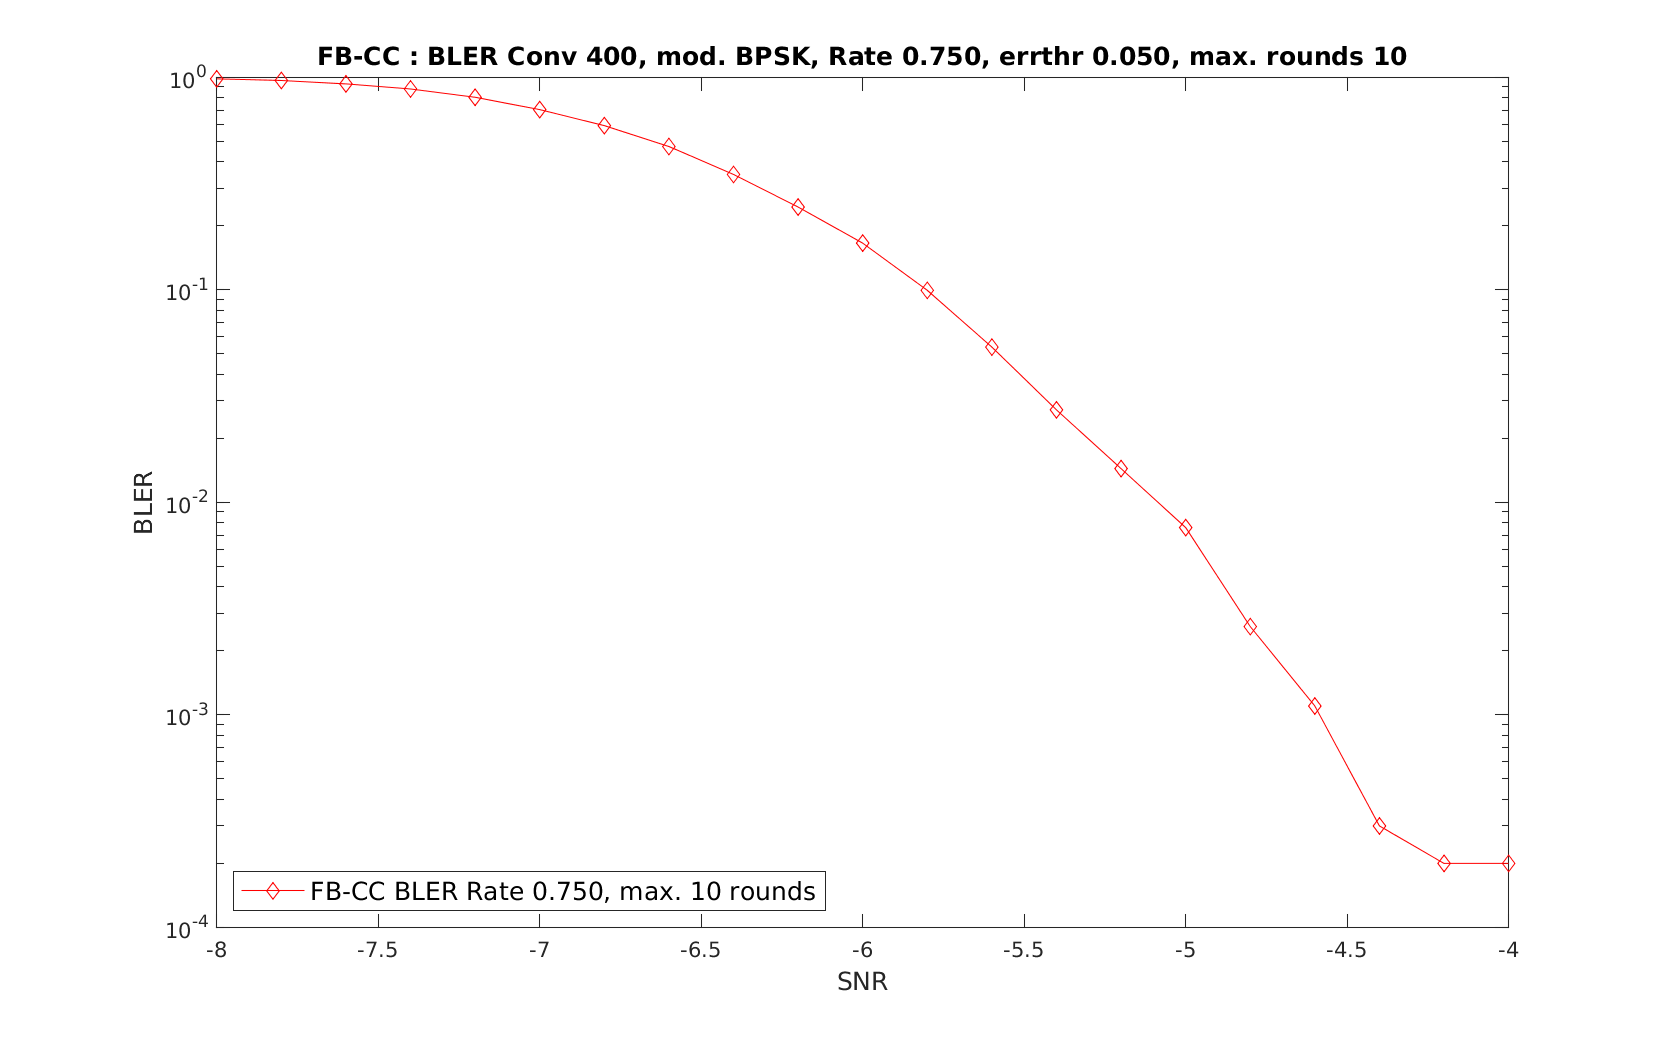 FB-CC : BLER Conv 400, mod. BPSK, Rate 0.750, errthr 0.050, max. rounds 10
10^0
10^-1
10^-2
10^-3
10^-4
BLER
FB-CC BLER Rate 0.750, max. 10 rounds
-8 -7.5 -7 -6.5 -6 -5.5 -5 -4.5 -4
SNR